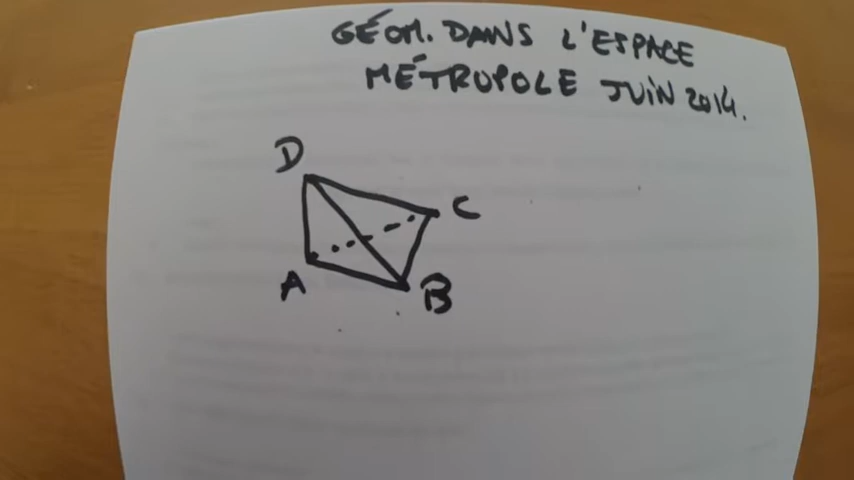 GÉOM. DANS L'ESPACE
MÉTROPOLE JUiN 2014.
D
C
A
B